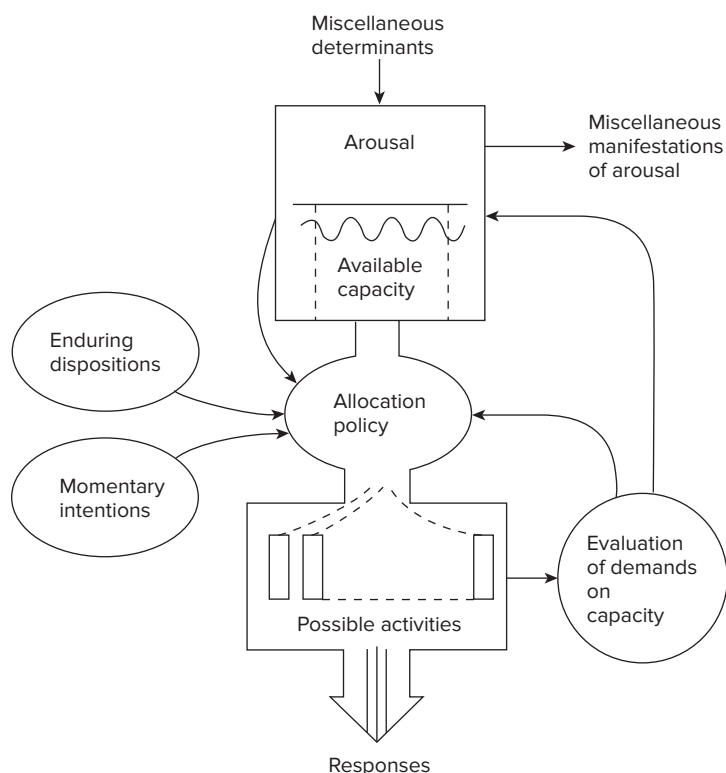 Miscellaneous
determinants
Arousal
Miscellaneous
manifestations
of arousal
Available
capacity
Enduring
dispositions
Allocation
policy
Momentary
intentions
Evaluation
of demands
on
capacity
Possible activities
Responses